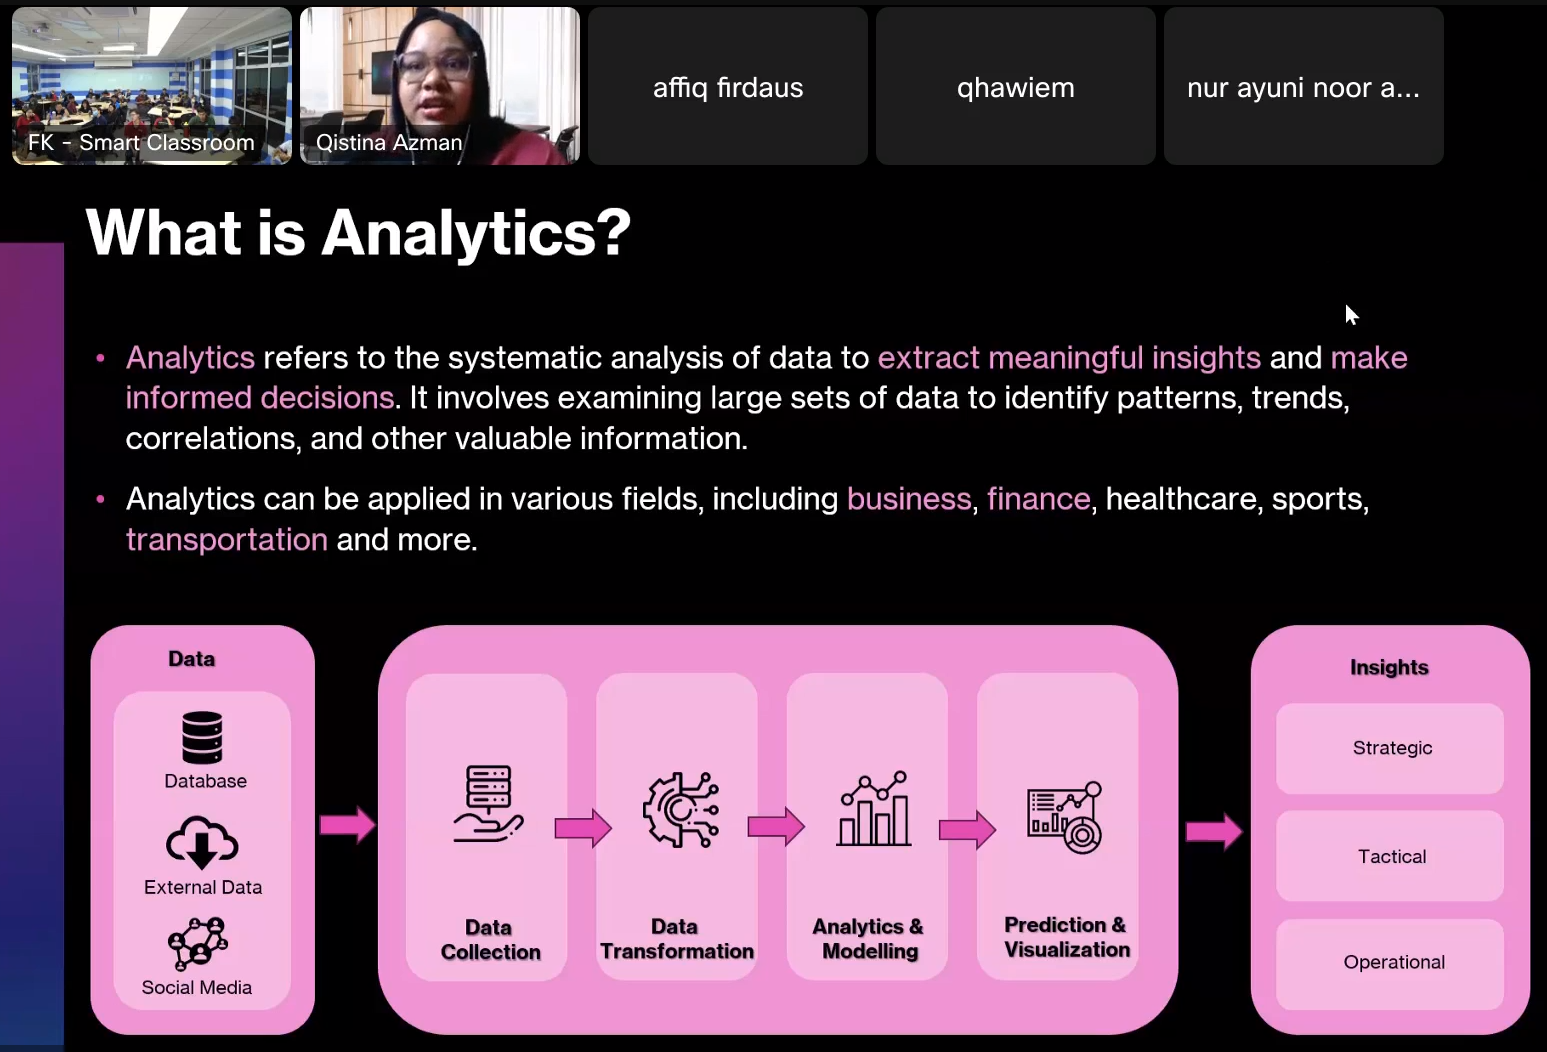 FK - Smart Classroom
Qistina Azman
affiq firdaus
qhawiem
nur ayuni noor a...
What is Analytics?
• Analytics refers to the systematic analysis of data to extract meaningful insights and make
informed decisions. It involves examining large sets of data to identify patterns, trends,
correlations, and other valuable information.
• Analytics can be applied in various fields, including business, finance, healthcare, sports,
transportation and more.
Data
Database
External Data
Social Media
Data
Collection
Data
Transformation
Analytics &
Modelling
Prediction &
Visualization
Insights
Strategic
Tactical
Operational